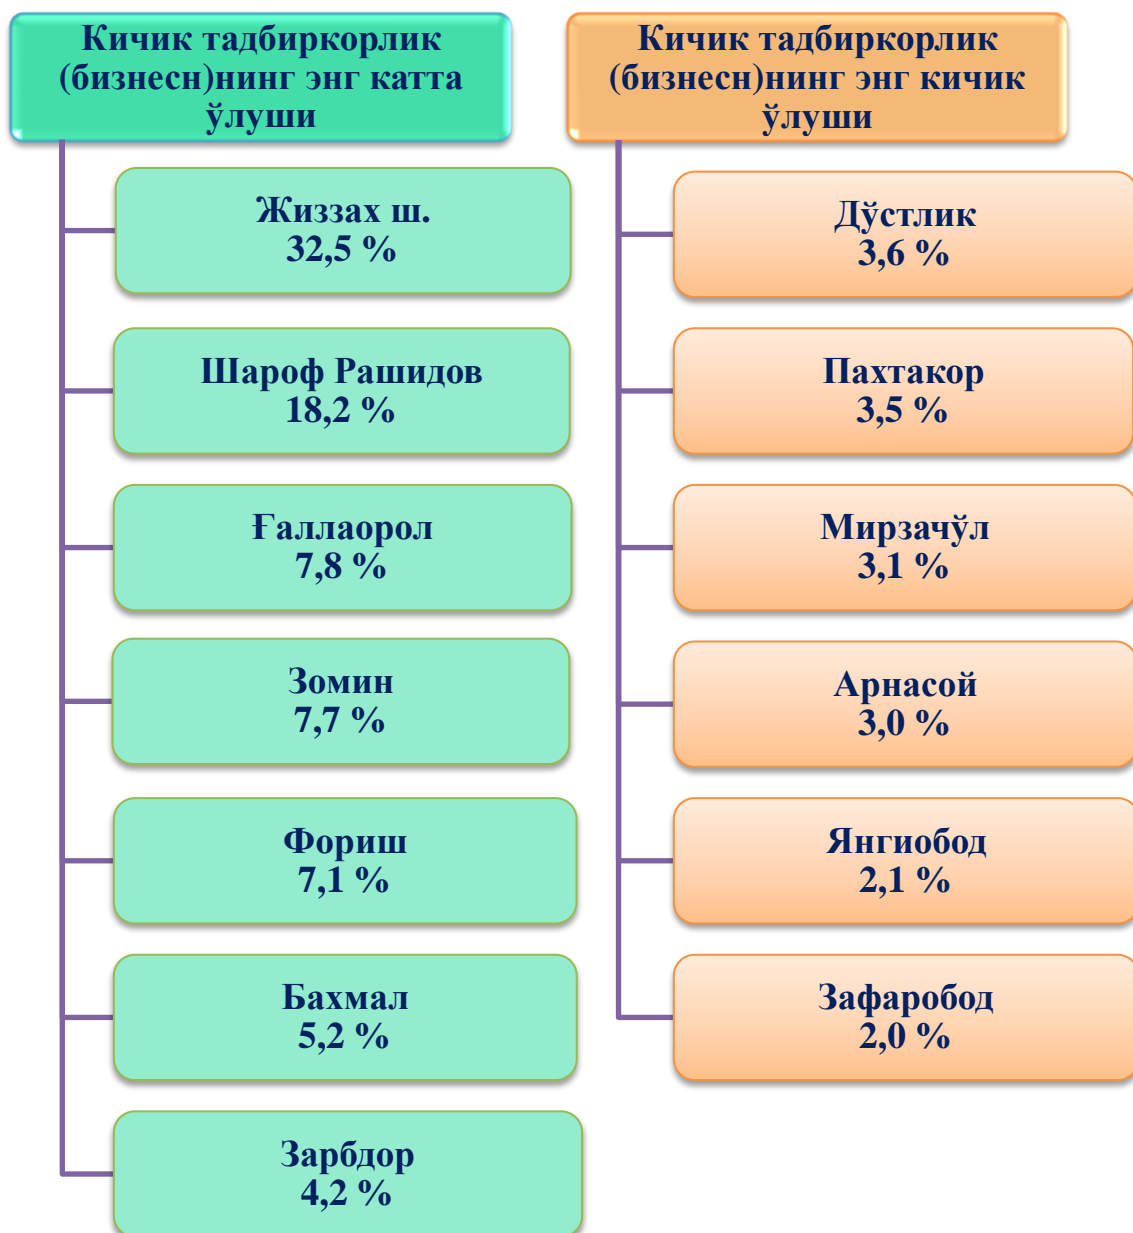 Кичик тадбиркорлик
(бизнесн)нинг энг катта
ўлуши
Жиззах ш.
32,5 %
Шароф Рашидов
18,2 %
Ғаллаорол
7,8 %
Зомин
7,7 %
Фориш
7,1 %
Бахмал
5,2 %
Зарбдор
4,2 %
Кичик тадбиркорлик
(бизнесн)нинг энг кичик
ўлуши
Дўстлик
3,6 %
Пахтакор
3,5 %
Мирзачўл
3,1 %
Арнасой
3,0 %
Янгиобод
2,1 %
Зафаробод
2,0 %